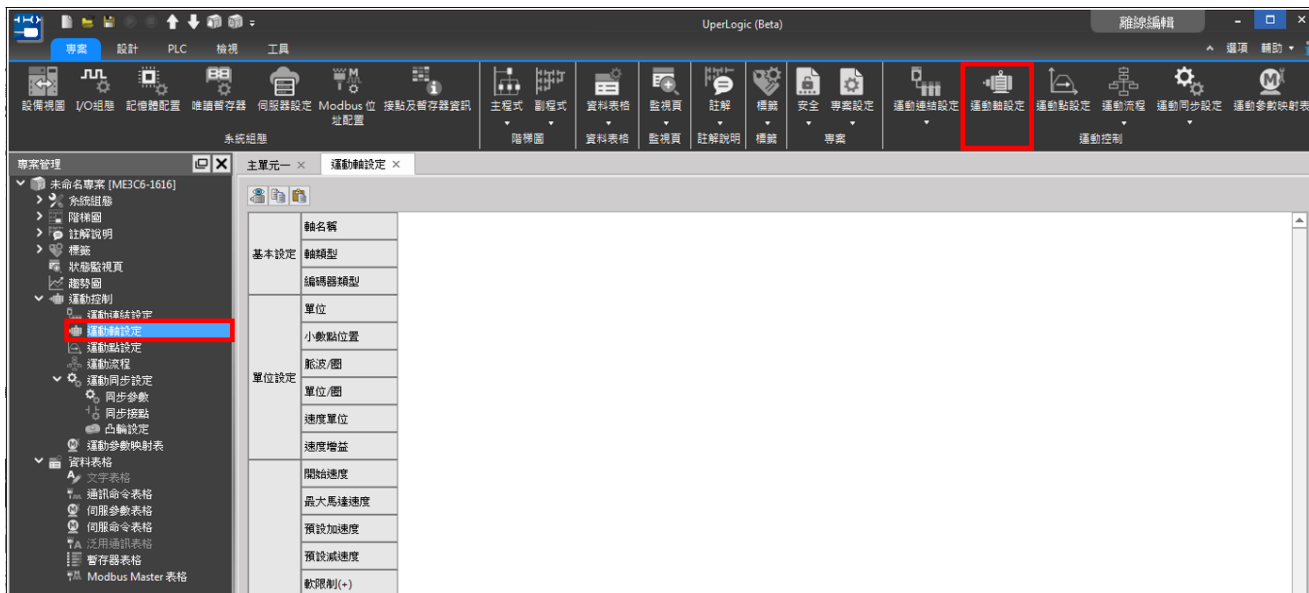 UperLogic (Beta)
離線編輯
專案 設計 PLC 檢視 工具
選項 輔助
設備視圖 I/O組態 記憶體配置 唯讀暫存器 伺服器設定 Modbus 位址配置 接點及暫存器資訊 主程式 副程式 資料表格 監視頁 註解 標籤 安全 專案設定 運動連結設定 運動軸設定 運動點設定 運動流程 運動同步設定 運動參數映射表
系統組態 階梯圖 資料表格 監視頁 註解說明 標籤 專案 運動控制
專案管理
主單元一 運動軸設定
未命名專案 [ME3C6-1616]
系統組態
階梯圖
註解說明
標籤
狀態監視頁
趨勢圖
運動控制
運動連結設定
運動軸設定
運動點設定
運動流程
運動同步設定
同步參數
同步接點
凸輪設定
運動參數映射表
資料表格
文字表格
通訊命令表格
伺服參數表格
伺服命令表格
泛用通訊表格
暫存器表格
Modbus Master 表格
基本設定
軸名稱
軸類型
編碼器類型
單位設定
單位
小數點位置
脈波/圈
單位/圈
速度單位
速度增益
開始速度
最大馬達速度
預設加速度
預設減速度
軟限制(+)